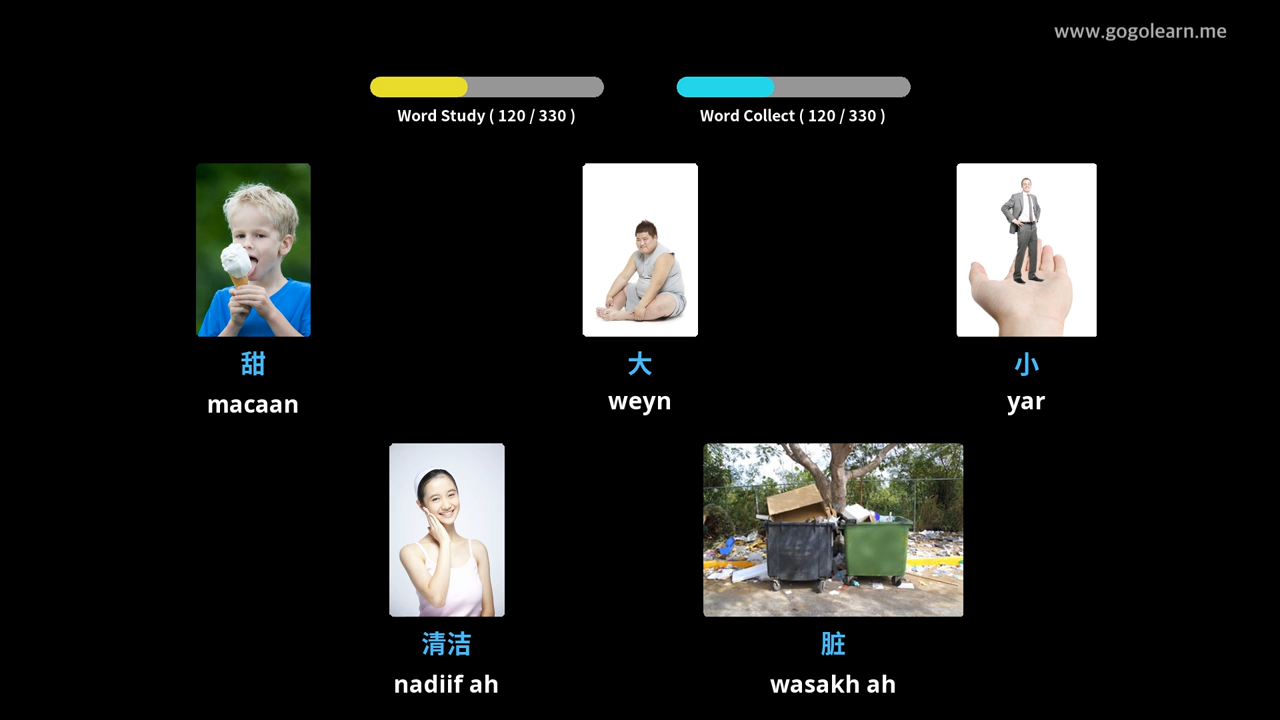 www.gogolearn.me
Word Study ( 120 / 330 )
Word Collect ( 120 / 330 )
甜
macaan
大
weyn
小
yar
清洁
nadiif ah
脏
wasakh ah